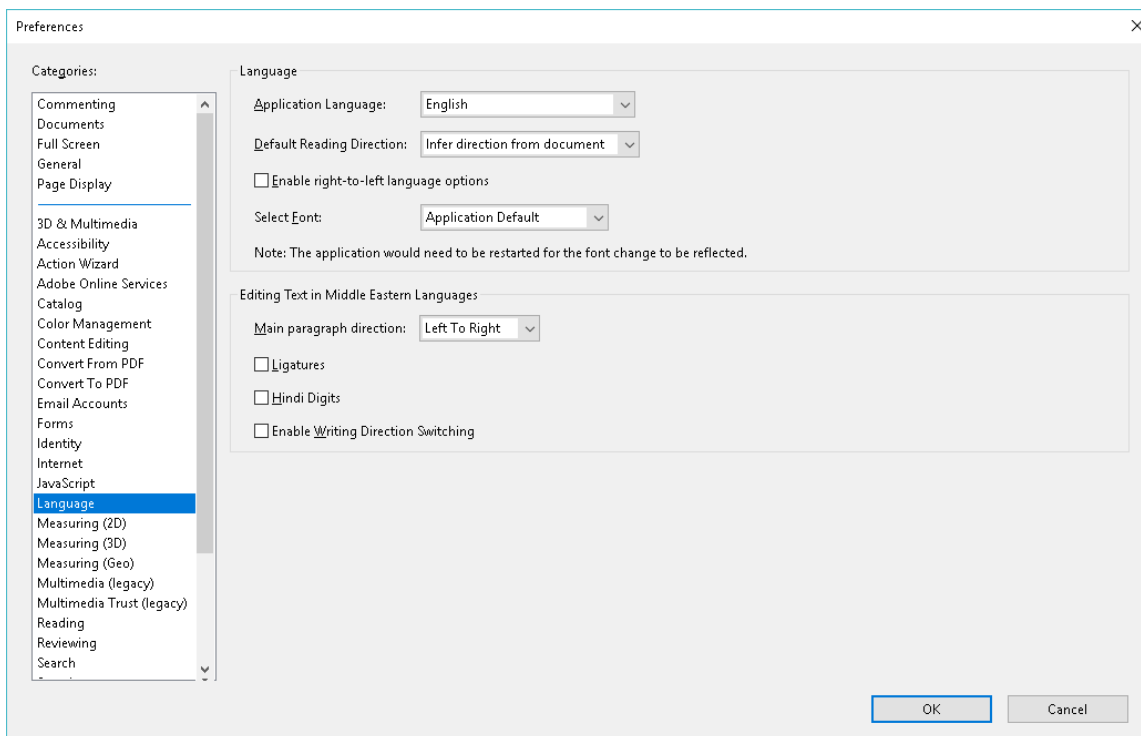 Preferences
Categories:
Commenting
Documents
Full Screen
General
Page Display
3D & Multimedia
Accessibility
Action Wizard
Adobe Online Services
Catalog
Color Management
Content Editing
Convert From PDF
Convert To PDF
Email Accounts
Forms
Identity
Internet
JavaScript
Language
Measuring (2D)
Measuring (3D)
Measuring (Geo)
Multimedia (legacy)
Multimedia Trust (legacy)
Reading
Reviewing
Search
Language
Application Language: English
Default Reading Direction: Infer direction from document
Enable right-to-left language options
Select Font: Application Default
Note: The application would need to be restarted for the font change to be reflected.
Editing Text in Middle Eastern Languages
Main paragraph direction: Left To Right
Ligatures
Hindi Digits
Enable Writing Direction Switching
OK Cancel